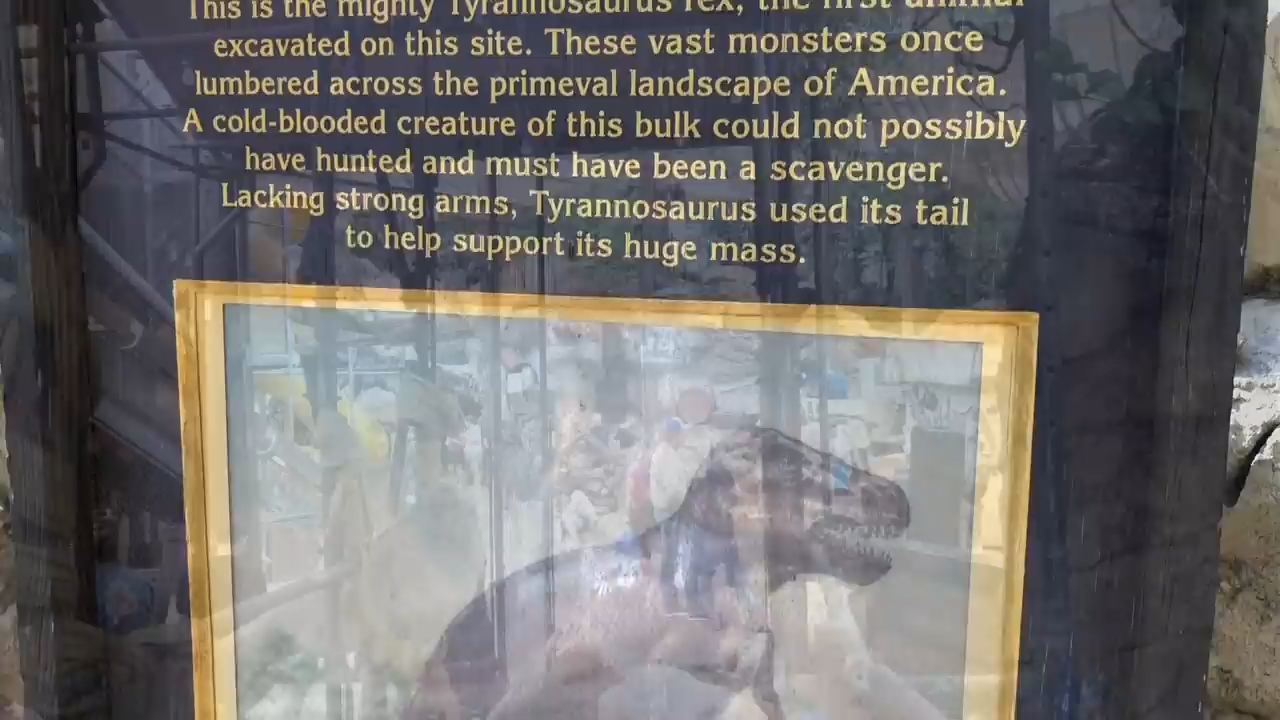 This is the mighty Tyrannosaurus rex, the first animal
excavated on this site. These vast monsters once
lumbered across the primeval landscape of America.
A cold-blooded creature of this bulk could not possibly
have hunted and must have been a scavenger.
Lacking strong arms, Tyrannosaurus used its tail
to help support its huge mass.